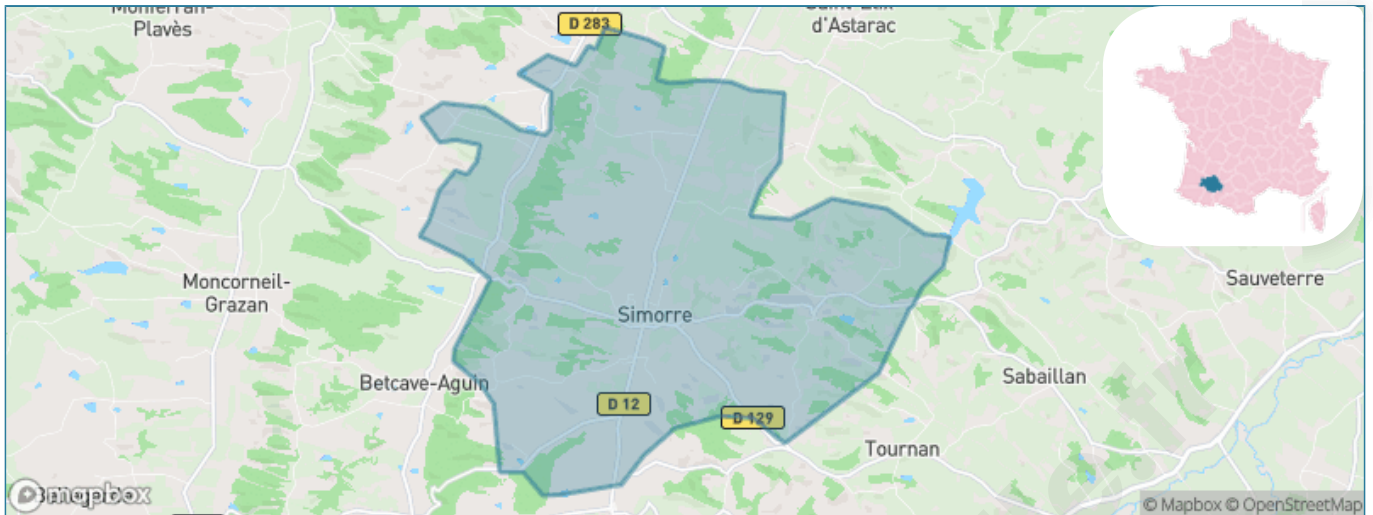 D 283
Plavès
d'Astarac
Moncorneil-
Grazan
Simorre
Sauveterre
Betcave-Aguin
Sabaillan
D 12
D 129
Tournan
mapbox
© Mapbox © OpenStreetMap